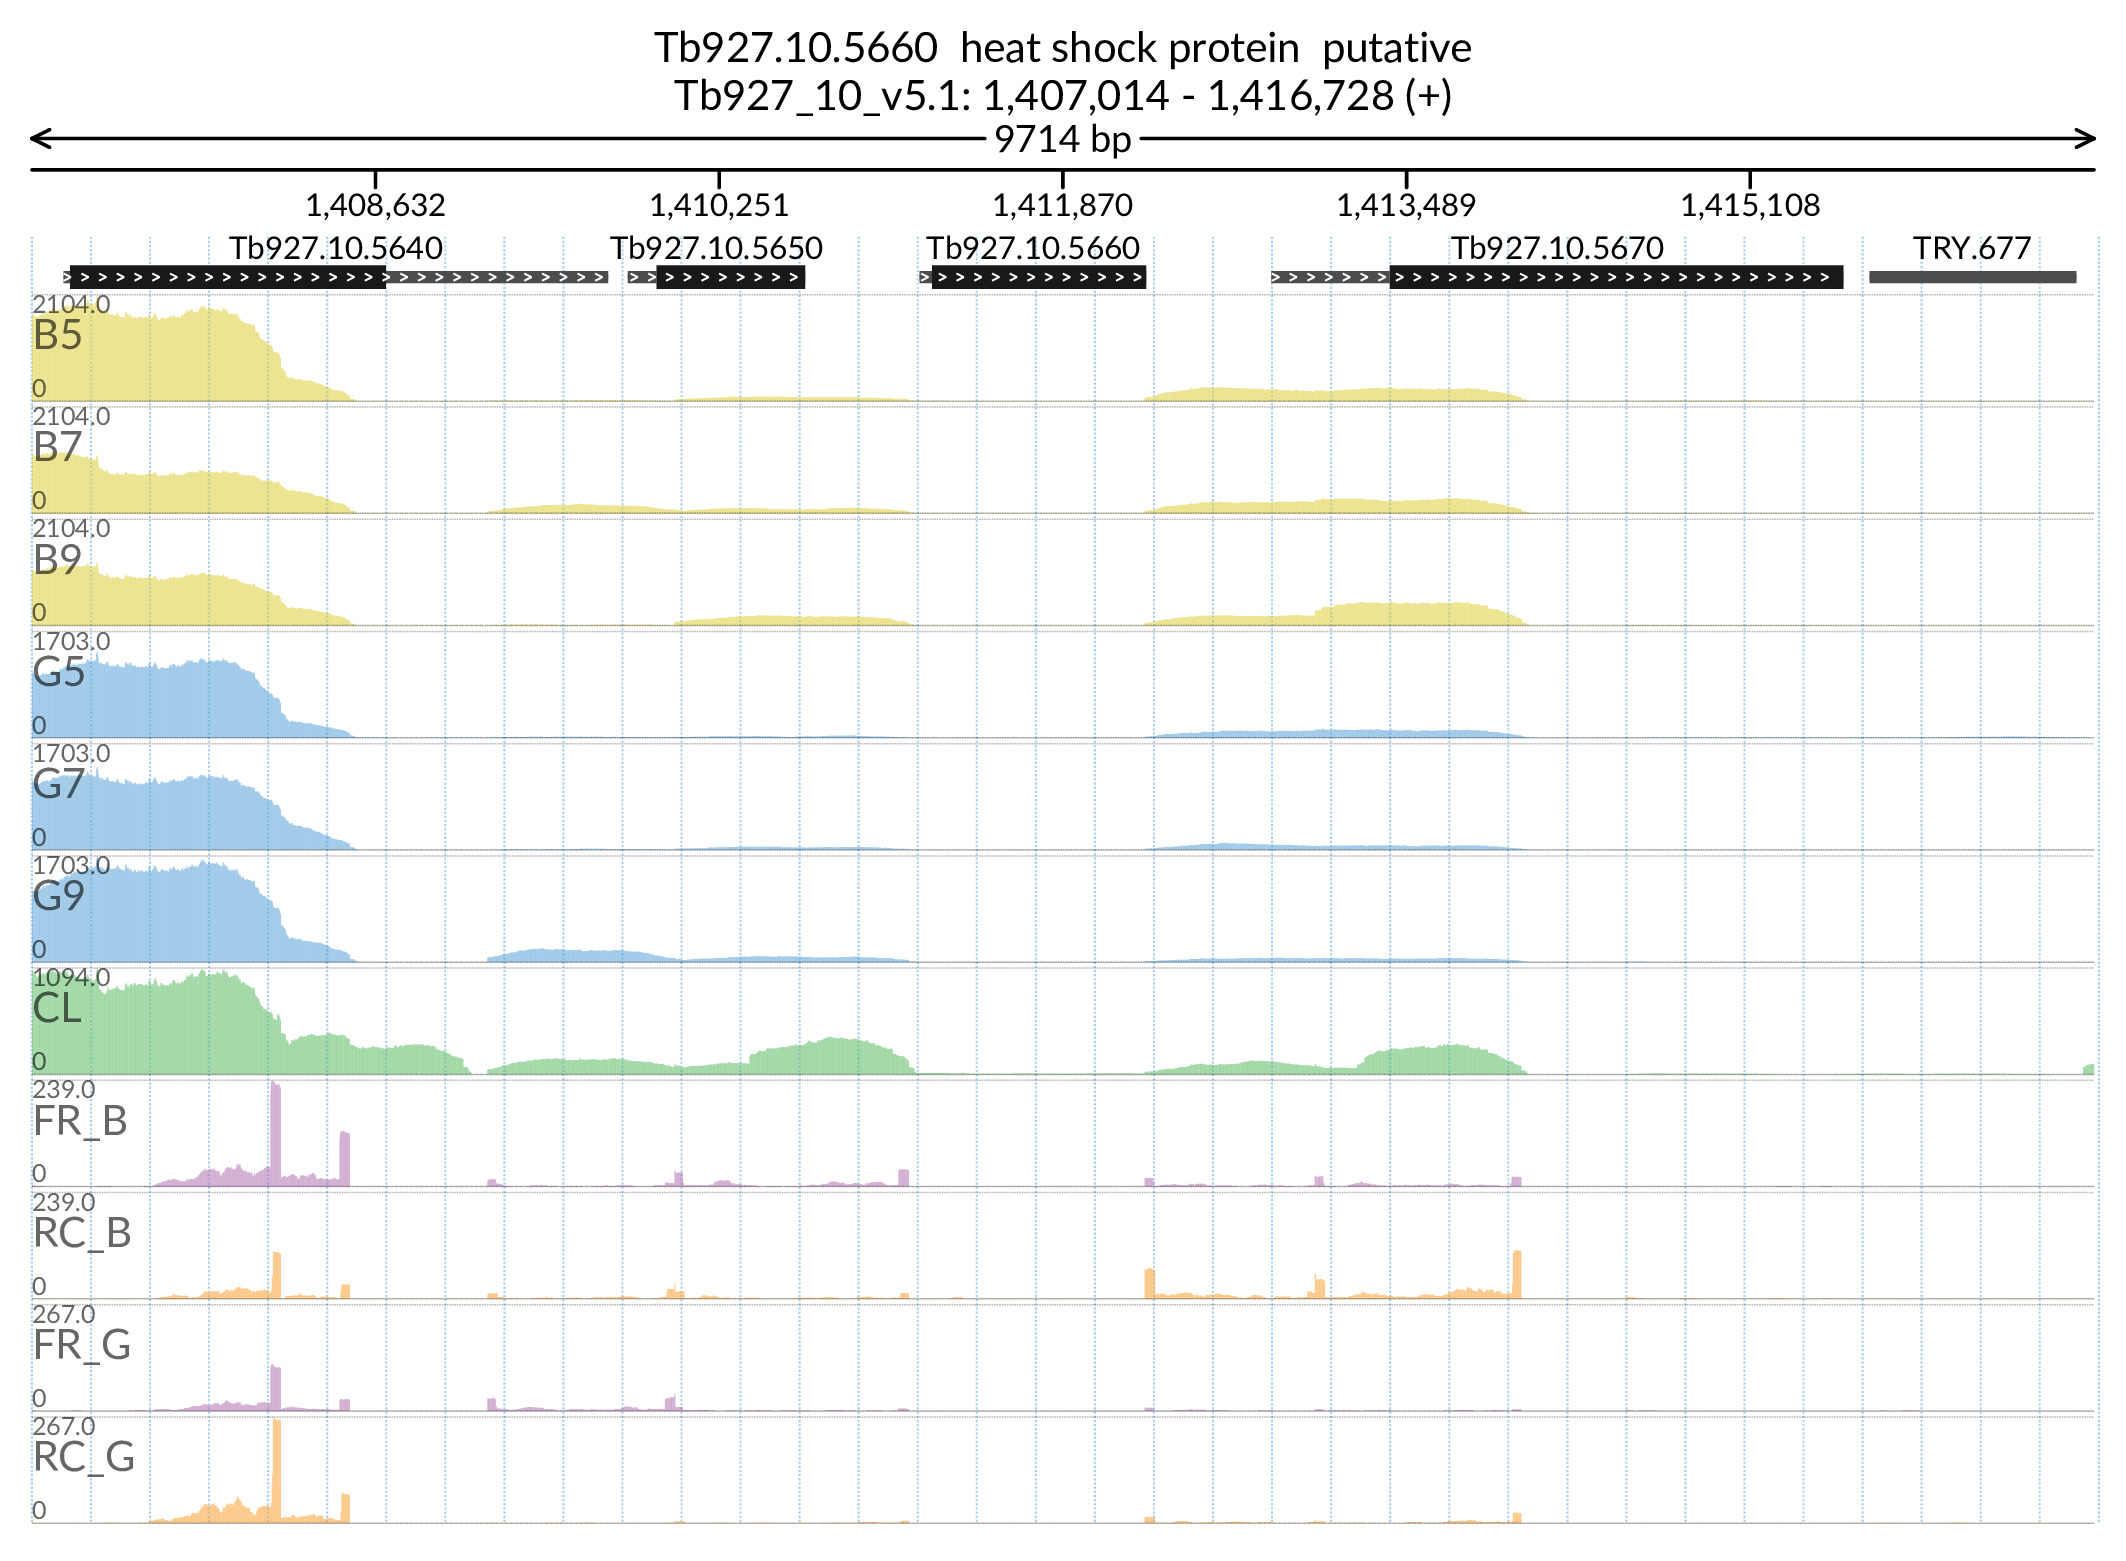 Tb927.10.5660 heat shock protein putative
Tb927_10_v5.1: 1,407,014 - 1,416,728 (+)
9714 bp
1,408,632 1,410,251 1,411,870 1,413,489 1,415,108
Tb927.10.5640 Tb927.10.5650 Tb927.10.5660 Tb927.10.5670 TRY.677
2104.0
B5
0
2104.0
B7
0
2104.0
B9
0
1703.0
G5
0
1703.0
G7
0
1703.0
G9
0
1094.0
CL
0
239.0
FR_B
0
239.0
RC_B
0
267.0
FR_G
0
267.0
RC_G
0